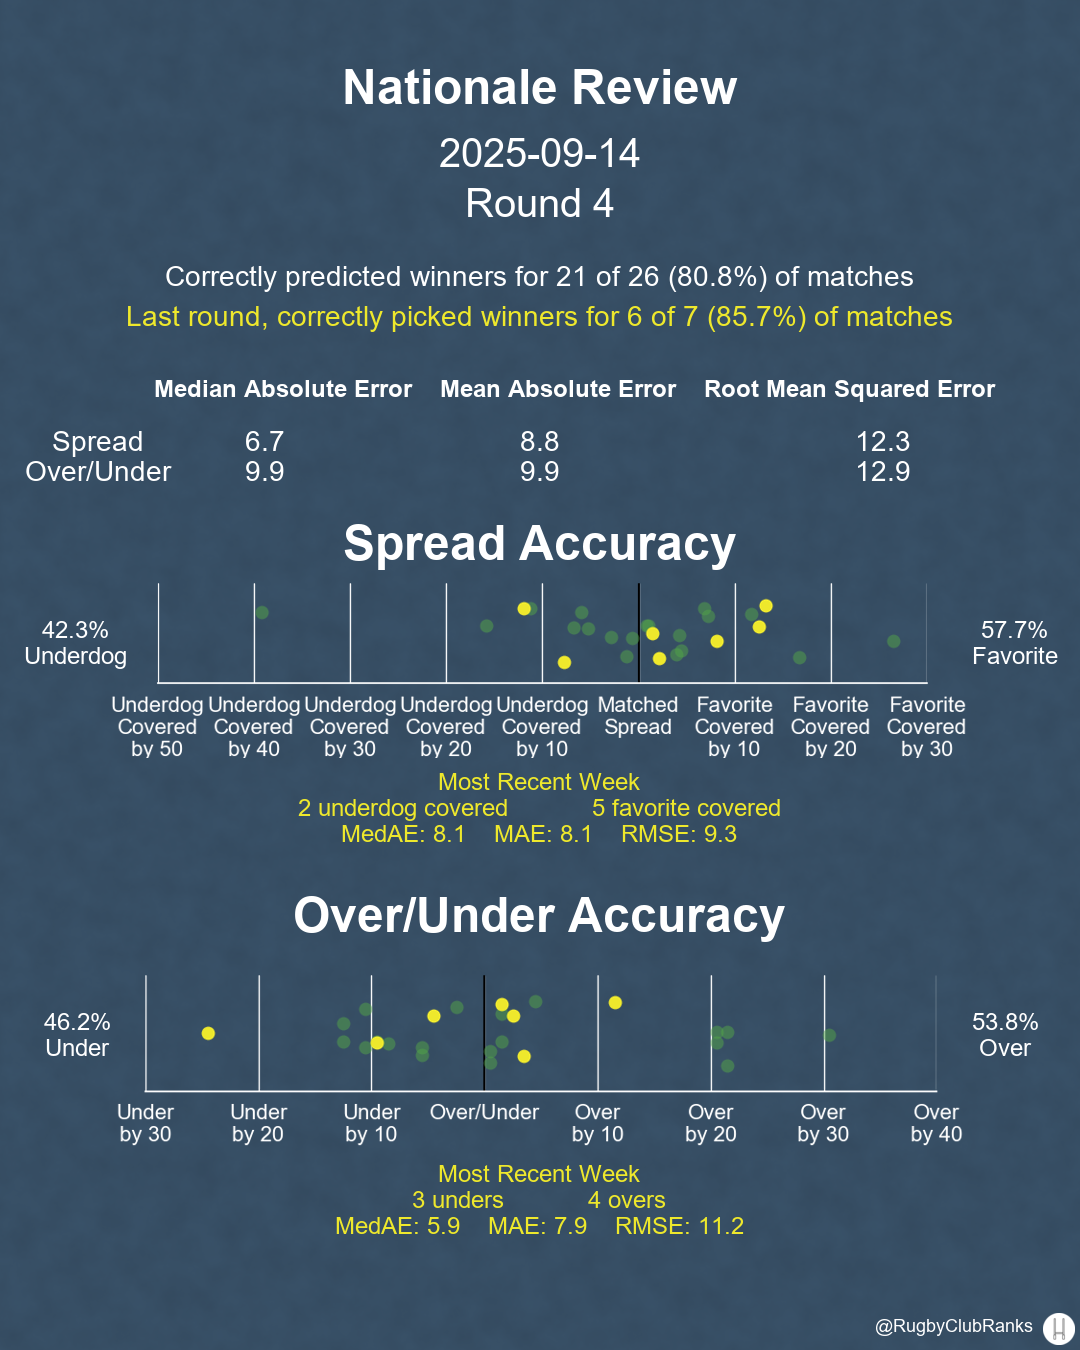 Nationale Review
2025-09-14
Round 4
Correctly predicted winners for 21 of 26 (80.8%) of matches
Last round, correctly picked winners for 6 of 7 (85.7%) of matches
Median Absolute Error Mean Absolute Error Root Mean Squared Error
Spread 6.7 8.8 12.3
Over/Under 9.9 9.9 12.9
Spread Accuracy
42.3%
Underdog
57.7%
Favorite
Underdog Underdog Underdog Underdog Underdog Matched Favorite Favorite Favorite
Covered Covered Covered Covered Covered Spread Covered Covered Covered
by 50 by 40 by 30 by 20 by 10 by 10 by 20 by 30
Most Recent Week
2 underdog covered 5 favorite covered
MedAE: 8.1 MAE: 8.1 RMSE: 9.3
Over/Under Accuracy
46.2%
Under
53.8%
Over
Under Under Under Over/Under Over Over Over Over
by 30 by 20 by 10 by 10 by 20 by 30 by 40
Most Recent Week
3 unders 4 overs
MedAE: 5.9 MAE: 7.9 RMSE: 11.2
@RugbyClubRanks